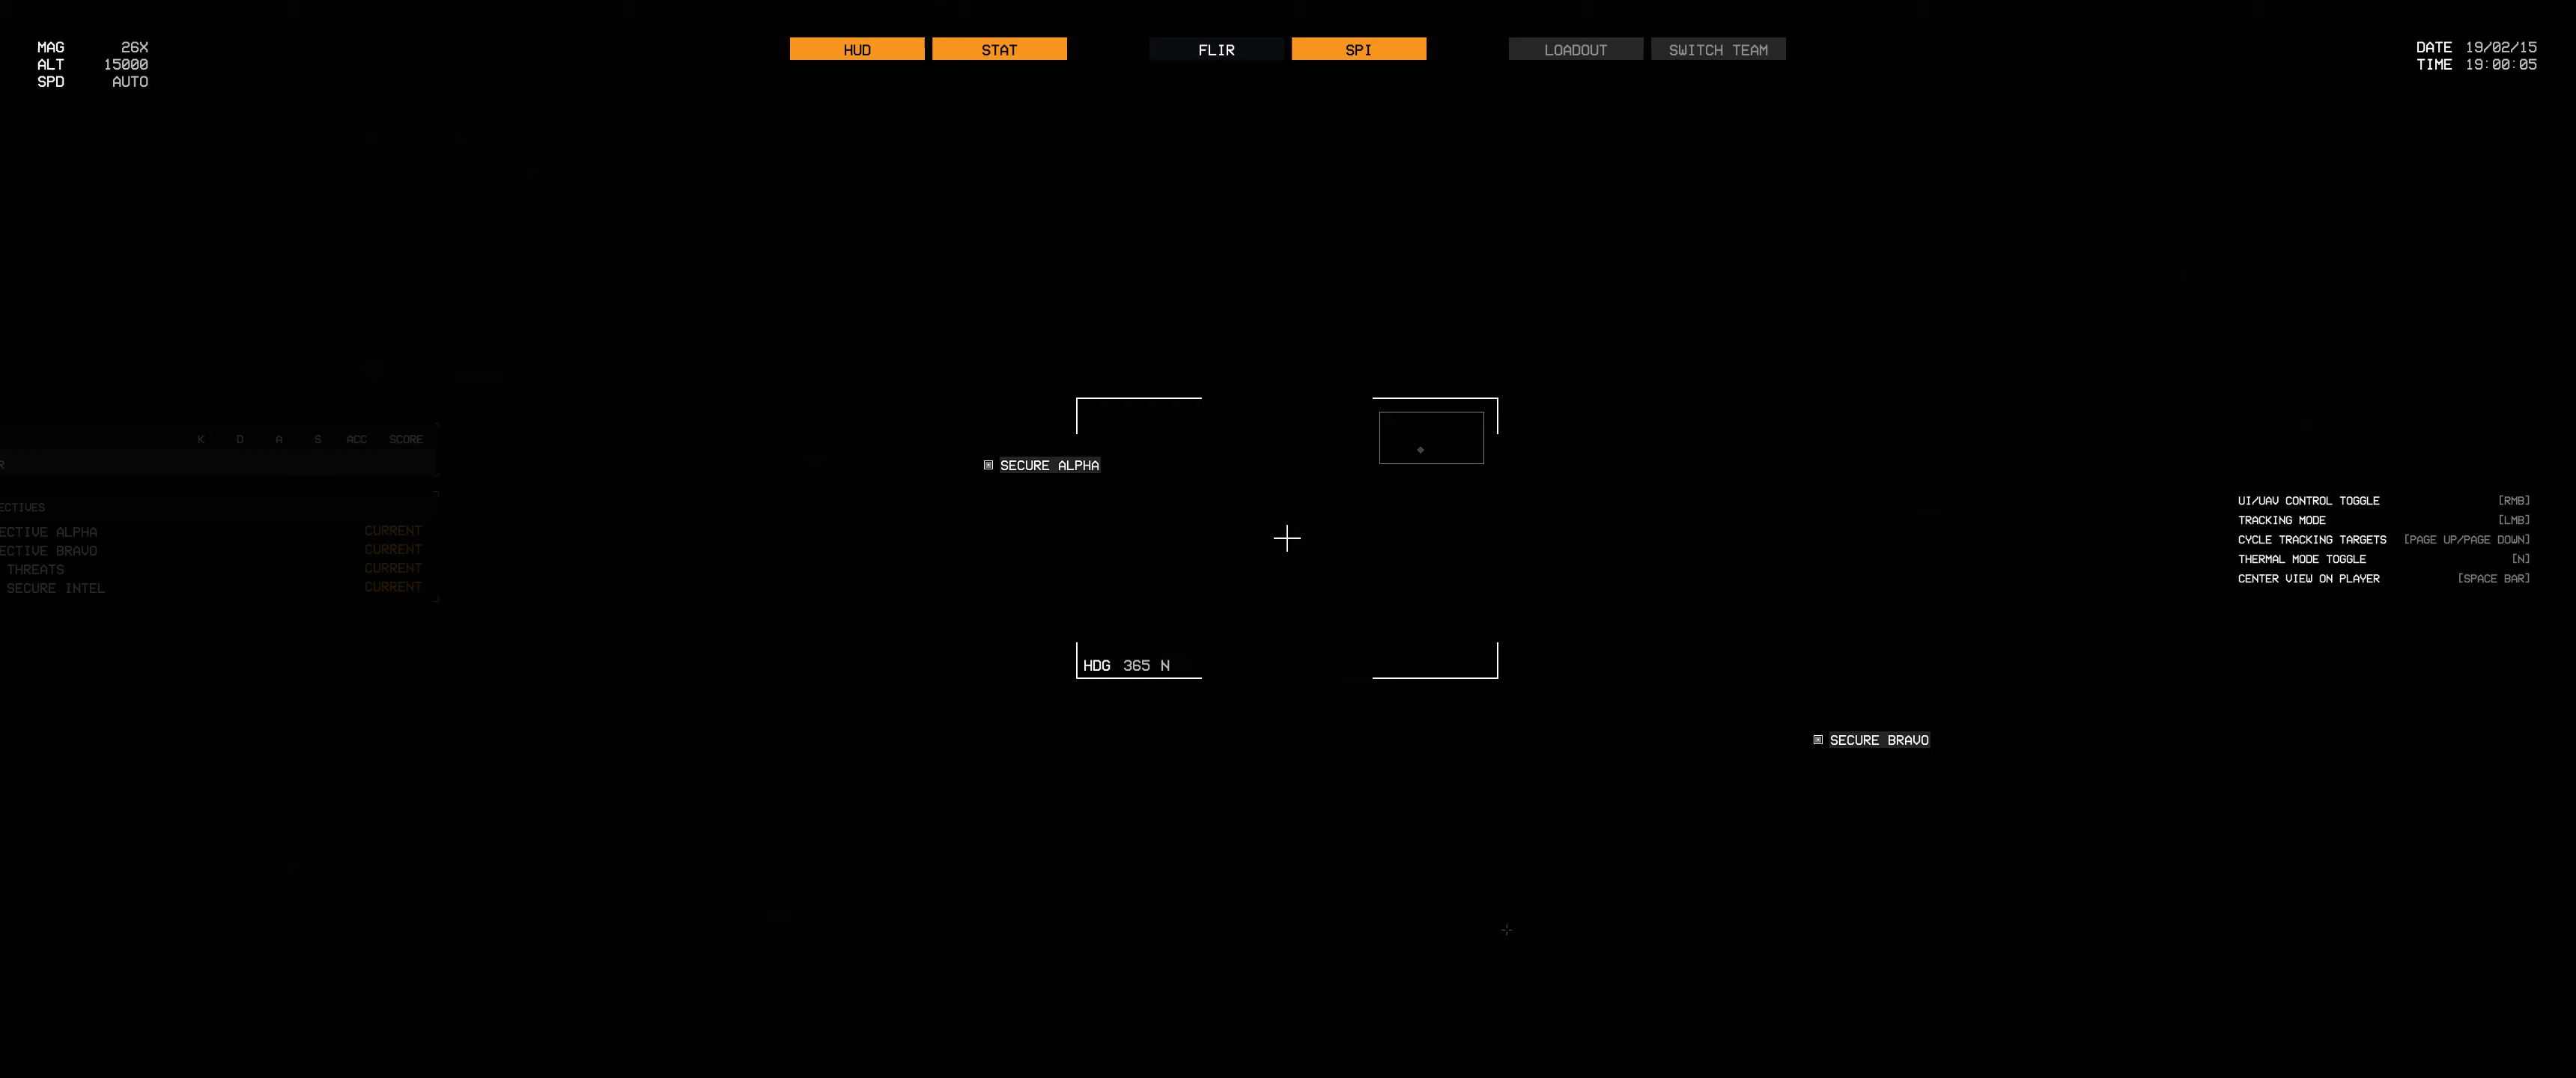 MAG 26X
ALT 15000
SPD AUTO
HUD STAT FLIR SPI LOADOUT SWITCH TEAM
DATE 19/02/15
TIME 19:00:05
K D A S ACC SCORE
R
ECTIVES
ECTIVE ALPHA CURRENT
ECTIVE BRAVO CURRENT
THREATS CURRENT
SECURE INTEL CURRENT
SECURE ALPHA
HDG 365 N
SECURE BRAVO
UI/UAV CONTROL TOGGLE [RMB]
TRACKING MODE [LMB]
CYCLE TRACKING TARGETS [PAGE UP/PAGE DOWN]
THERMAL MODE TOGGLE [N]
CENTER VIEW ON PLAYER [SPACE BAR]